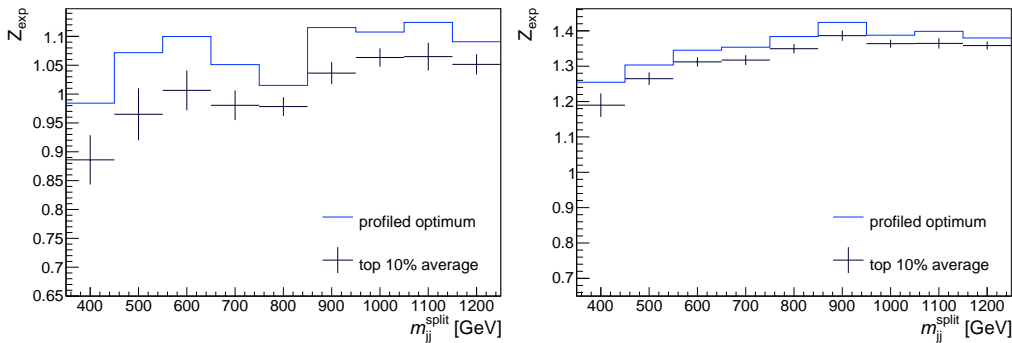 Z_exp
1.1
1.05
1
0.95
0.9
0.85
0.8
0.75
0.7
0.65
profiled optimum
top 10% average
400 500 600 700 800 900 1000 1100 1200
m_jj^split [GeV]
Z_exp
1.4
1.3
1.2
1.1
1
0.9
0.8
0.7
profiled optimum
top 10% average
400 500 600 700 800 900 1000 1100 1200
m_jj^split [GeV]